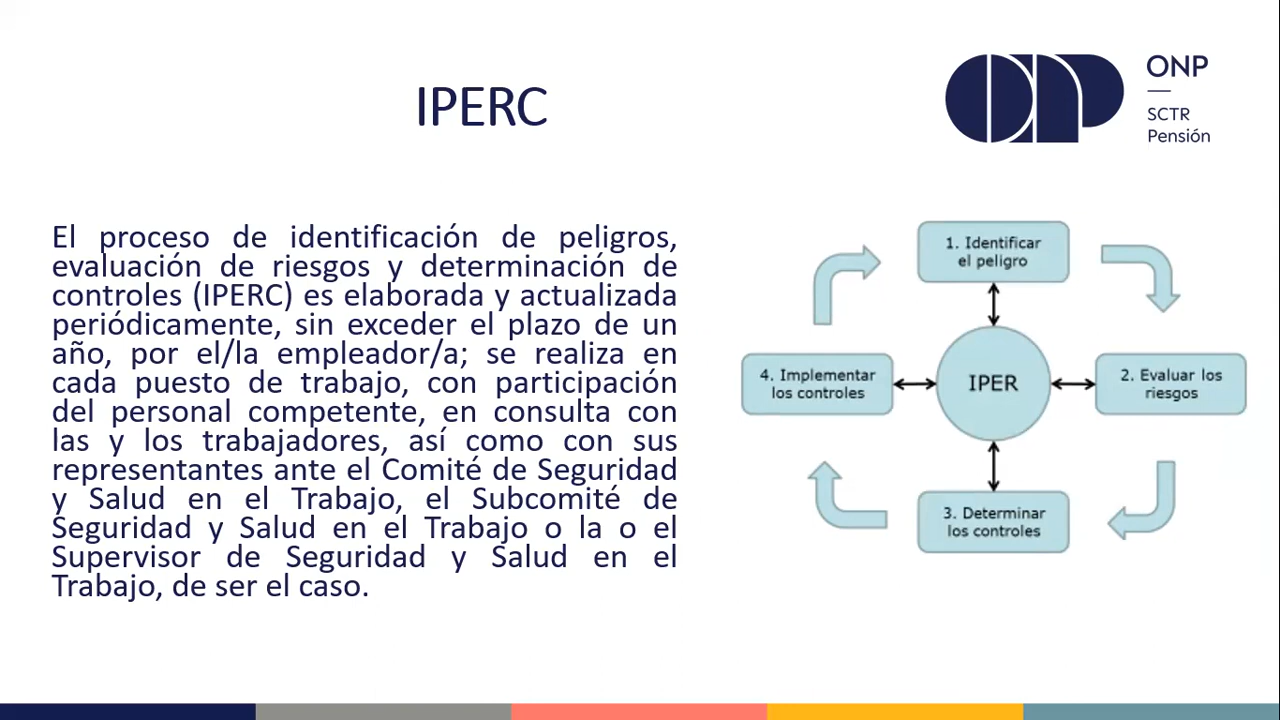 IPERC
ONP
SCTR
Pensión
El proceso de identificación de peligros,
evaluación de riesgos y determinación de
controles (IPERC) es elaborada y actualizada
periódicamente, sin exceder el plazo de un
año, por el/la empleador/a; se realiza en
cada puesto de trabajo, con participación
del personal competente, en consulta con
las y los trabajadores, así como con sus
representantes ante el Comité de Seguridad
y Salud en el Trabajo, el Subcomité de
Seguridad y Salud en el Trabajo o la o el
Supervisor de Seguridad y Salud en el
Trabajo, de ser el caso.
1. Identificar
el peligro
4. Implementar
los controles
IPER
2. Evaluar los
riesgos
3. Determinar
los controles